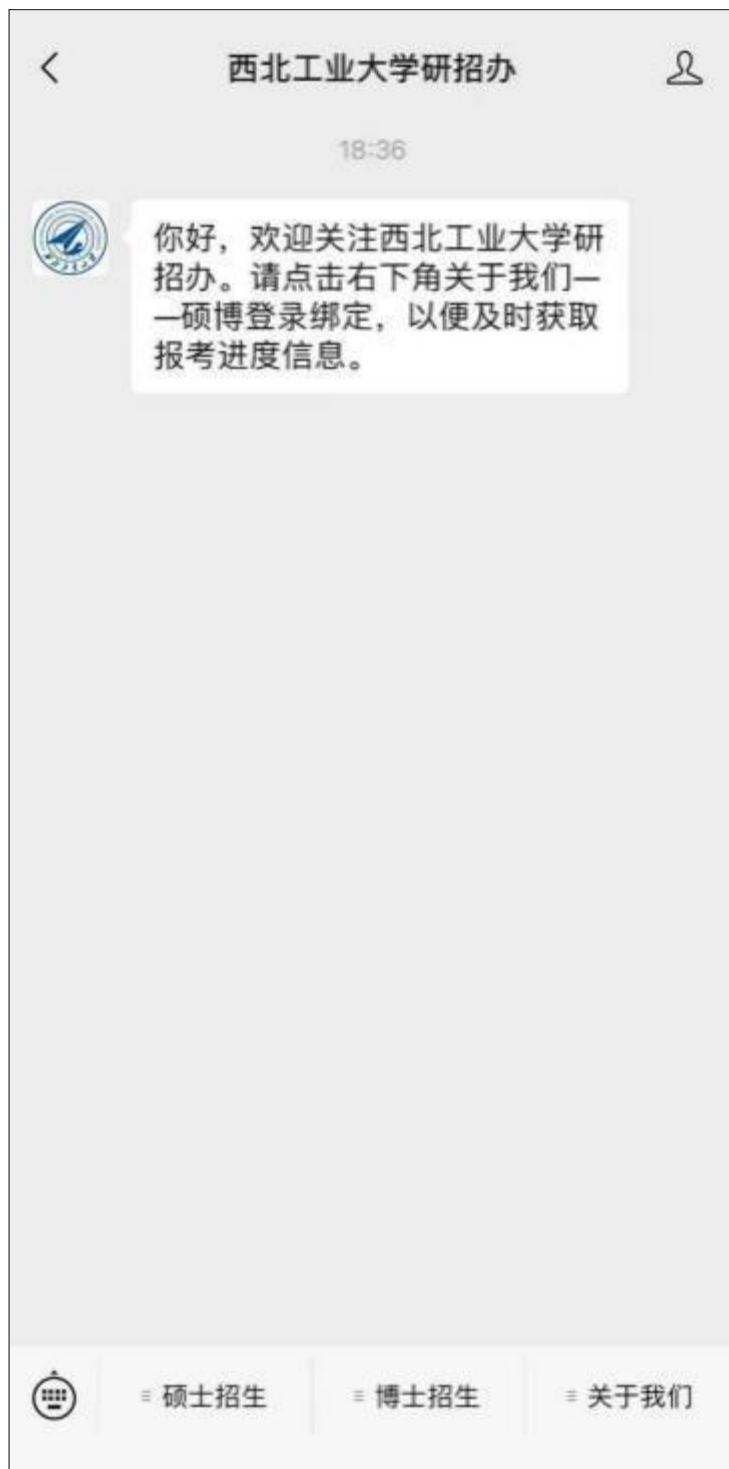 西北工业大学研招办
18:36
你好，欢迎关注西北工业大学研
招办。请点击右下角关于我们—
—硕博登录绑定，以便及时获取
报考进度信息。
硕士招生
博士招生
关于我们